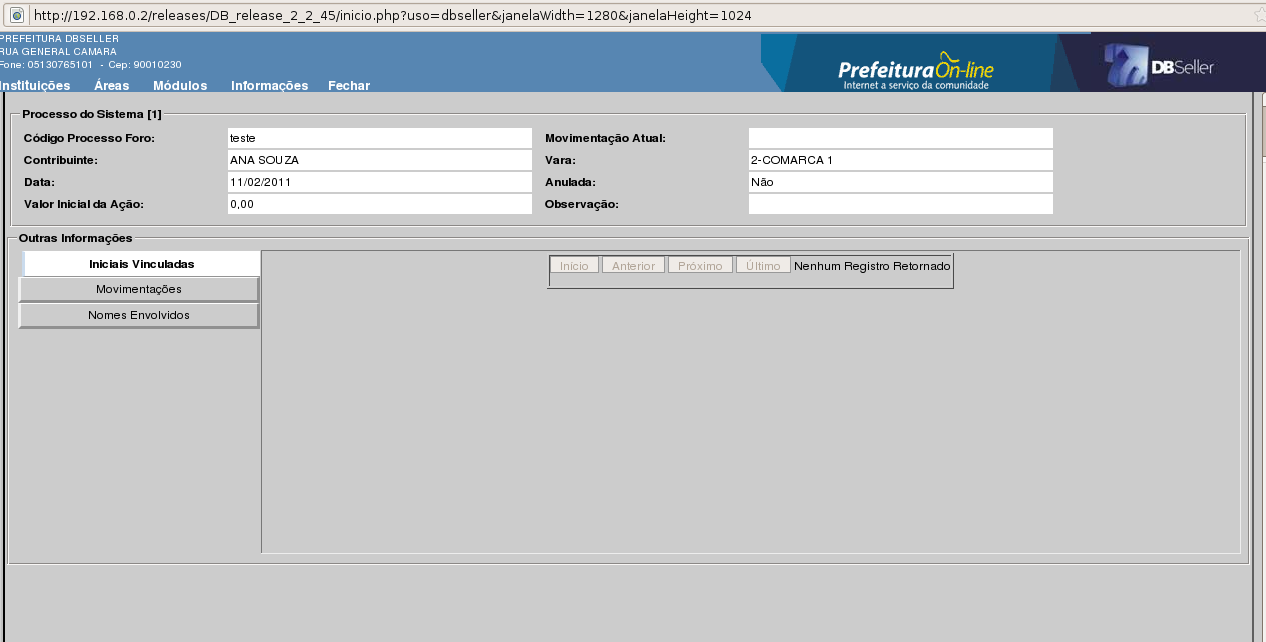 http://192.168.0.2/releases/DB_release_2_2_45/inicio.php?uso=dbseller&janelaWidth=1280&janelaHeight=1024
PREFEITURA DBSELLER
RUA GENERAL CAMARA
Fone: 05130765101 - Cep: 90010230
Instituições Áreas Módulos Informações Fechar
Prefeitura On-line
Internet a serviço da comunidade
DBSeller
Processo do Sistema [1]
Código Processo Foro: teste Movimentação Atual:
Contribuinte: ANA SOUZA Vara: 2-COMARCA 1
Data: 11/02/2011 Anulada: Não
Valor Inicial da Ação: 0,00 Observação:
Outras Informações
Iniciais Vinculadas
Movimentações
Nomes Envolvidos
Início Anterior Próximo Último Nenhum Registro Retornado